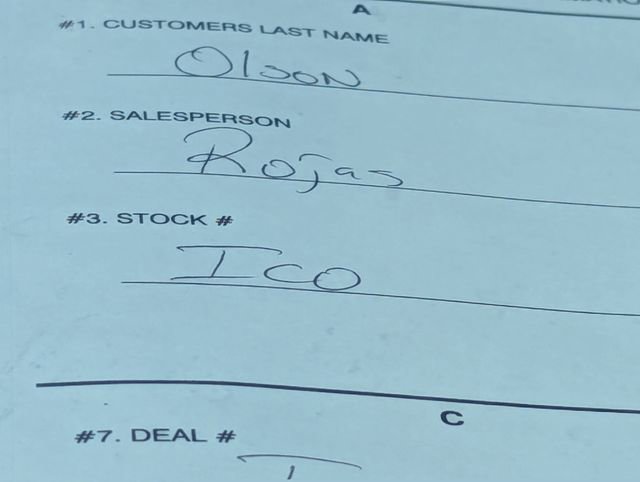 A
#1. CUSTOMERS LAST NAME
Olson
#2. SALESPERSON
Rojas
#3. STOCK #
Ico
C
#7. DEAL #